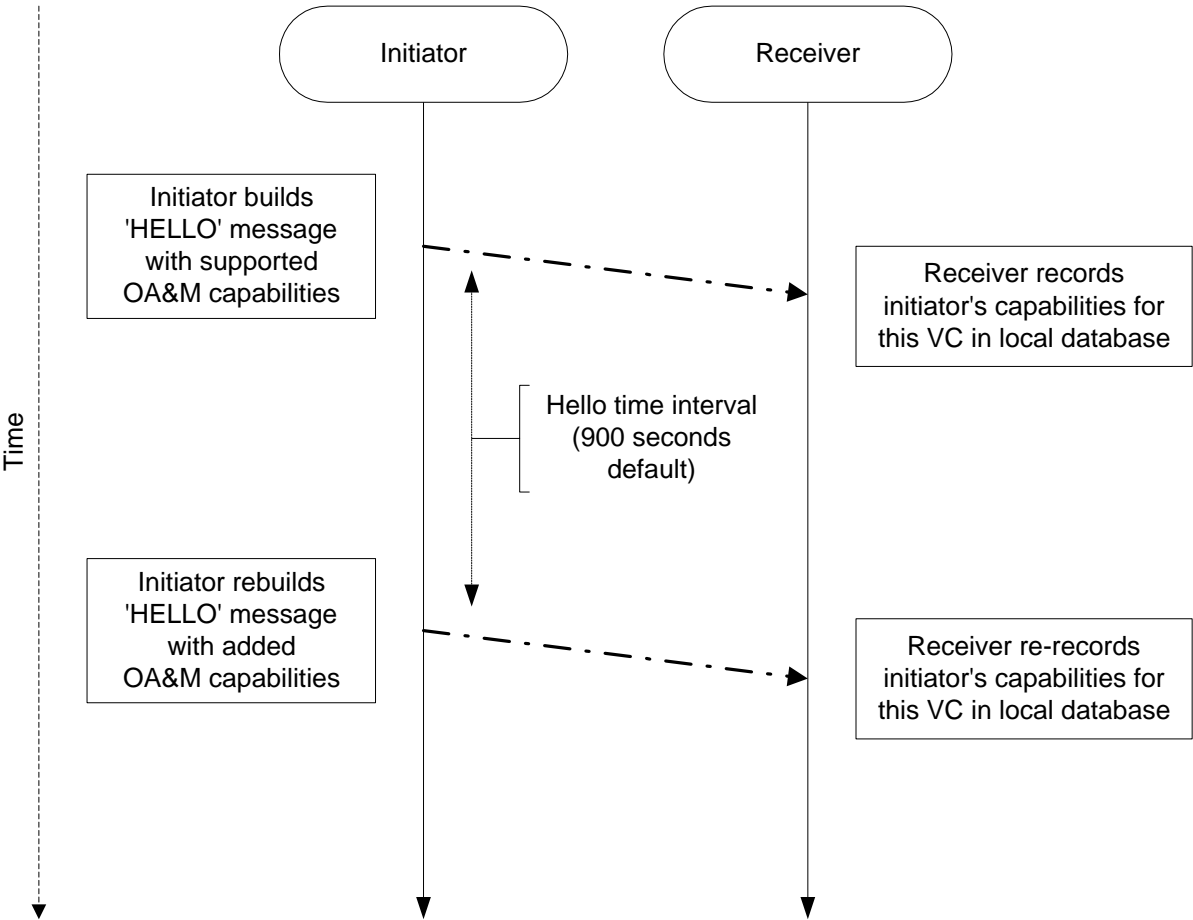 Initiator
Receiver
Initiator builds
'HELLO' message
with supported
OA&M capabilities
Receiver records
initiator's capabilities for
this VC in local database
Time
Hello time interval
(900 seconds
default)
Initiator rebuilds
'HELLO' message
with added
OA&M capabilities
Receiver re-records
initiator's capabilities for
this VC in local database